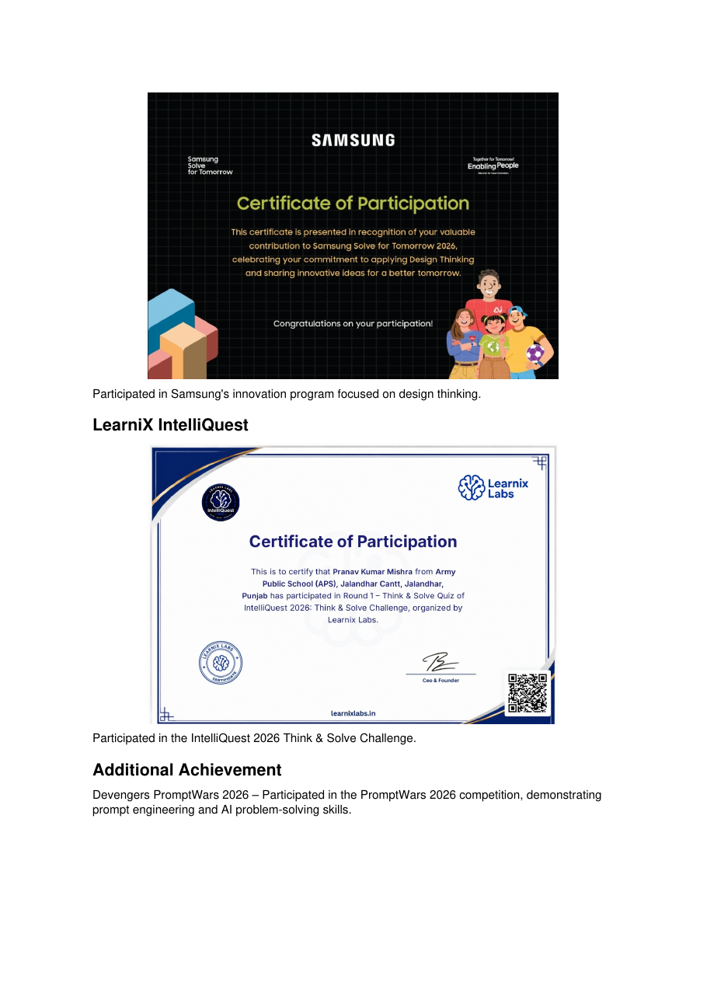 SAMSUNG
Samsung
Solve
for Tomorrow
Together for Tomorrow!
Enabling People
Certificate of Participation
This certificate is presented in recognition of your valuable
contribution to Samsung Solve for Tomorrow 2026,
celebrating your commitment to applying Design Thinking
and sharing innovative ideas for a better tomorrow.
Congratulations on your participation!
Participated in Samsung's innovation program focused on design thinking.
LearniX IntelliQuest
LEARNIX LABS
IntelliQuest
Learnix
Labs
Certificate of Participation
This is to certify that Pranav Kumar Mishra from Army
Public School (APS), Jalandhar Cantt, Jalandhar,
Punjab has participated in Round 1 – Think & Solve Quiz of
IntelliQuest 2026: Think & Solve Challenge, organized by
Learnix Labs.
LEARNIX LABS
CERTIFICATE
Ceo & Founder
learnixlabs.in
Participated in the IntelliQuest 2026 Think & Solve Challenge.
Additional Achievement
Devengers PromptWars 2026 – Participated in the PromptWars 2026 competition, demonstrating
prompt engineering and AI problem-solving skills.